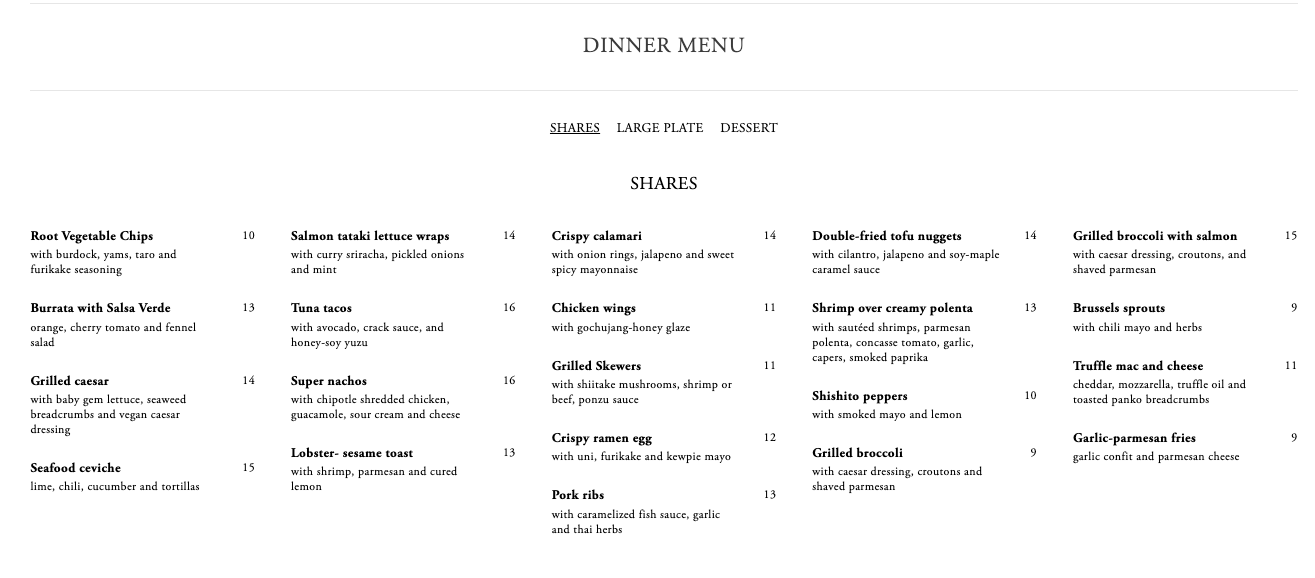 DINNER MENU
SHARES LARGE PLATE DESSERT
SHARES
Root Vegetable Chips 10
with burdock, yams, taro and
furikake seasoning
Burrata with Salsa Verde 13
orange, cherry tomato and fennel
salad
Grilled caesar 14
with baby gem lettuce, seaweed
breadcrumbs and vegan caesar
dressing
Seafood ceviche 15
lime, chili, cucumber and tortillas
Salmon tataki lettuce wraps 14
with curry sriracha, pickled onions
and mint
Tuna tacos 16
with avocado, crack sauce, and
honey-soy yuzu
Super nachos 16
with chipotle shredded chicken,
guacamole, sour cream and cheese
Lobster- sesame toast 13
with shrimp, parmesan and cured
lemon
Crispy calamari 14
with onion rings, jalapeno and sweet
spicy mayonnaise
Chicken wings 11
with gochujang-honey glaze
Grilled Skewers 11
with shiitake mushrooms, shrimp or
beef, ponzu sauce
Crispy ramen egg 12
with uni, furikake and kewpie mayo
Pork ribs 13
with caramelized fish sauce, garlic
and thai herbs
Double-fried tofu nuggets 14
with cilantro, jalapeno and soy-maple
caramel sauce
Shrimp over creamy polenta 13
with sautéed shrimps, parmesan
polenta, concasse tomato, garlic,
capers, smoked paprika
Shishito peppers 10
with smoked mayo and lemon
Grilled broccoli 9
with caesar dressing, croutons and
shaved parmesan
Grilled broccoli with salmon 15
with caesar dressing, croutons, and
shaved parmesan
Brussels sprouts 9
with chili mayo and herbs
Truffle mac and cheese 11
cheddar, mozzarella, truffle oil and
toasted panko breadcrumbs
Garlic-parmesan fries 9
garlic confit and parmesan cheese